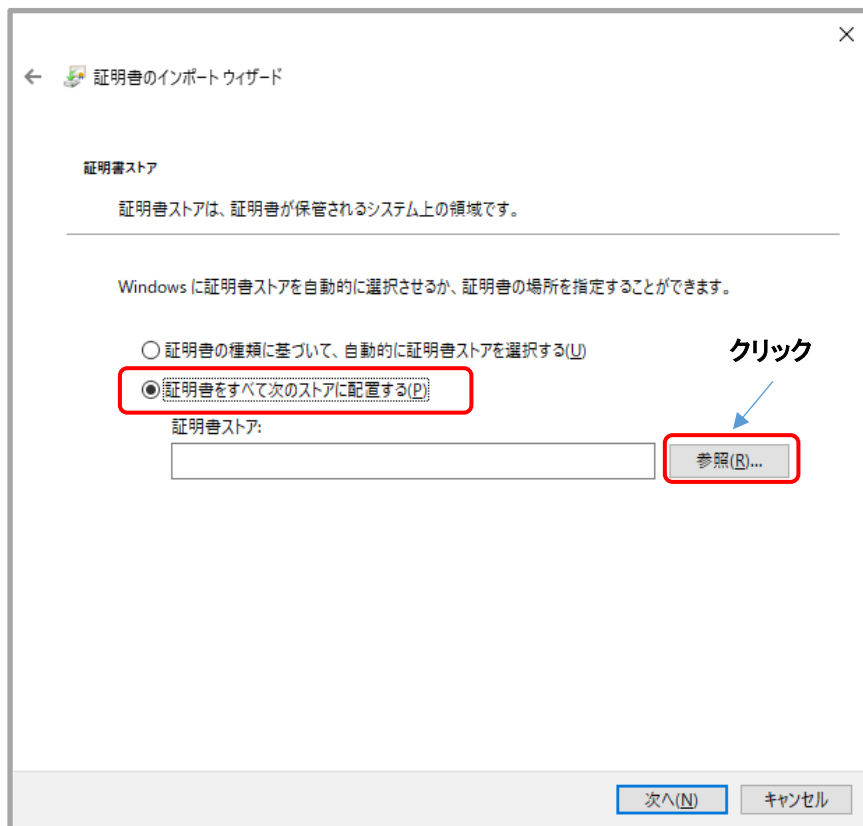 証明書のインポート ウィザード
証明書ストア
証明書ストアは、証明書が保管されるシステム上の領域です。
Windows に証明書ストアを自動的に選択させるか、証明書の場所を指定することができます。
証明書の種類に基づいて、自動的に証明書ストアを選択する(U)
クリック
証明書をすべて次のストアに配置する(P)
証明書ストア:
参照(R)...
次へ(N)
キャンセル